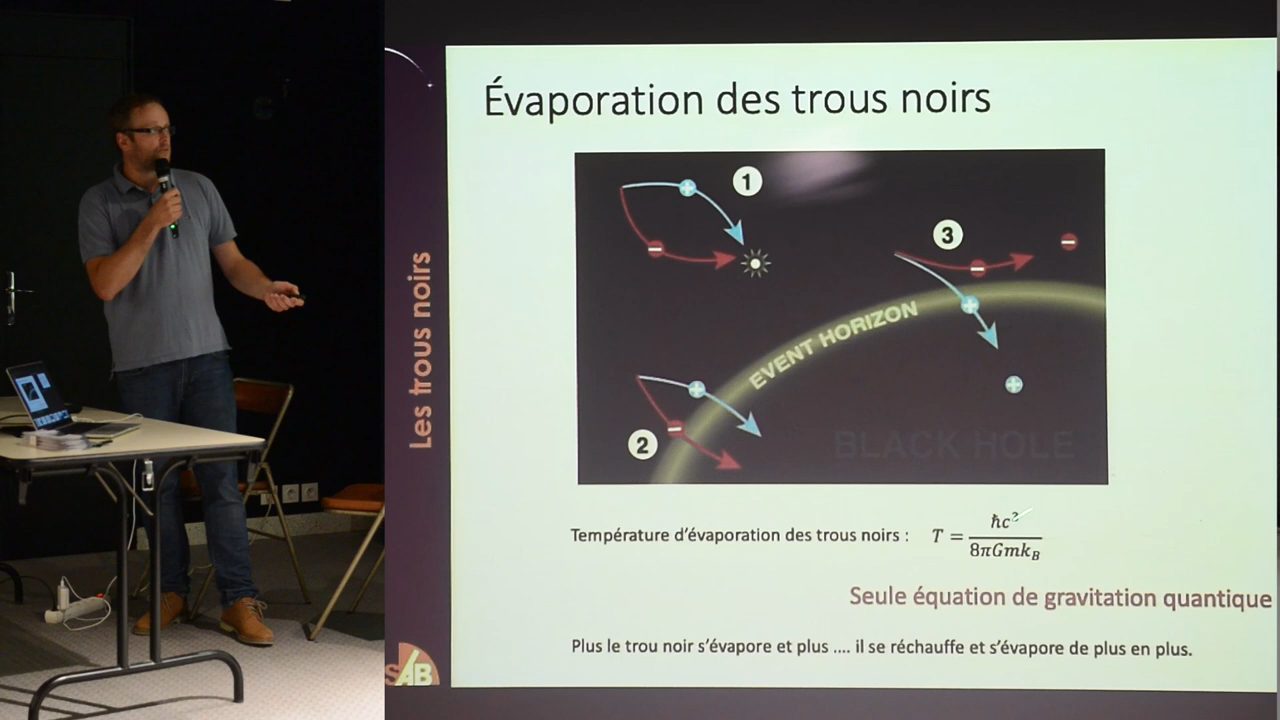 Évaporation des trous noirs
Les trous noirs
1
3
EVENT HORIZON
2
BLACK HOLE
Température d'évaporation des trous noirs : T = ħc³ / 8πGmk_B
Seule équation de gravitation quantique
Plus le trou noir s'évapore et plus .... il se réchauffe et s'évapore de plus en plus.
SAB